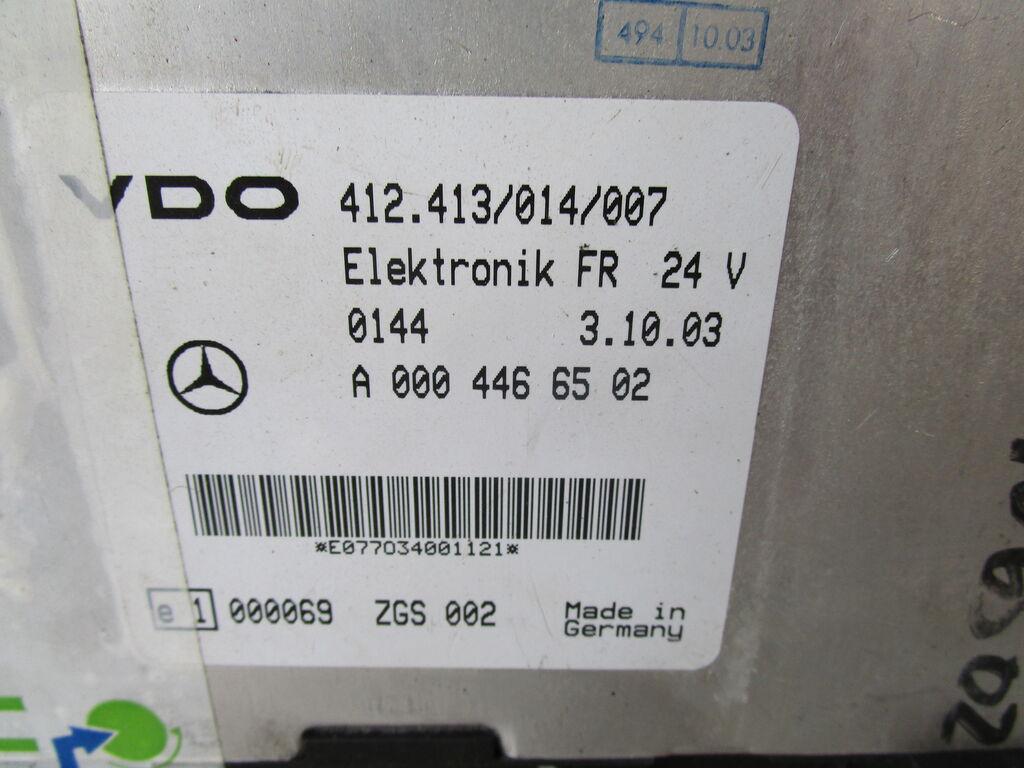 494 10.03
VDO 412.413/014/007
Elektronik FR 24 V
0144 3.10.03
A 000 446 65 02
*E077034001121*
e 1 000069 ZGS 002 Made in
Germany